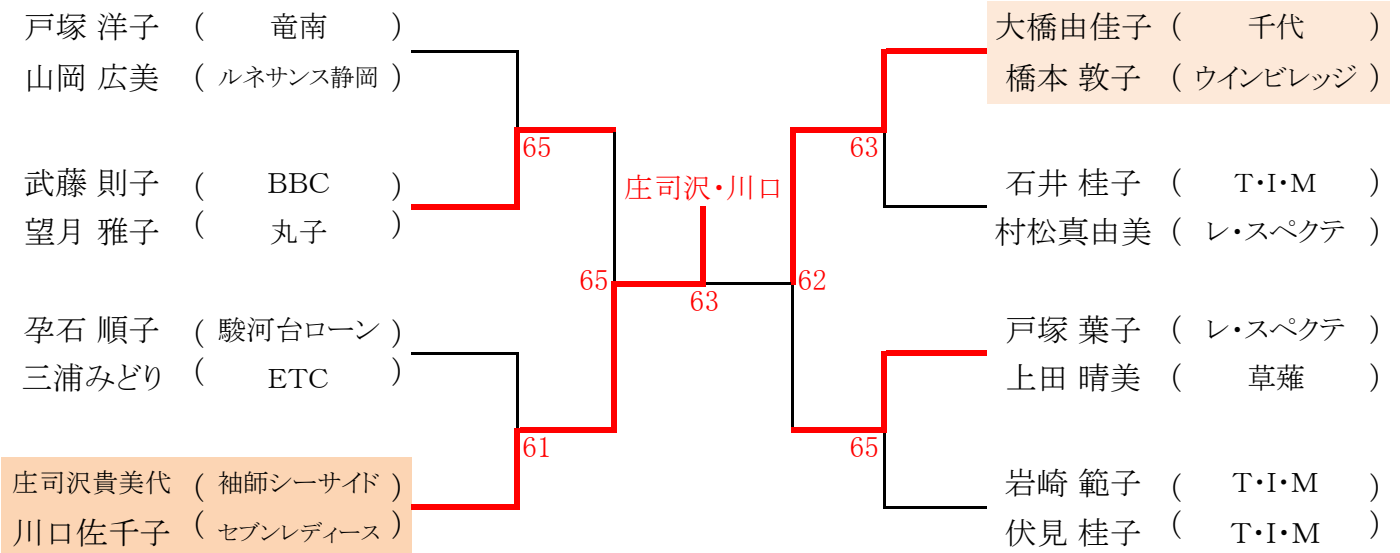 戸塚 洋子 ( 竜南 )
山岡 広美 ( ルネサンス静岡 )
65
武藤 則子 ( BBC )
望月 雅子 ( 丸子 )
65
孕石 順子 ( 駿河台ローン )
三浦みどり ( ETC )
61
庄司沢貴美代 ( 袖師シーサイド )
川口佐千子 ( セブンレディース )
庄司沢・川口
63
大橋由佳子 ( 千代 )
橋本 敦子 ( ウインビレッジ )
63
石井 桂子 ( T・I・M )
村松真由美 ( レ・スペクテ )
62
戸塚 葉子 ( レ・スペクテ )
上田 晴美 ( 草薙 )
65
岩崎 範子 ( T・I・M )
伏見 桂子 ( T・I・M )